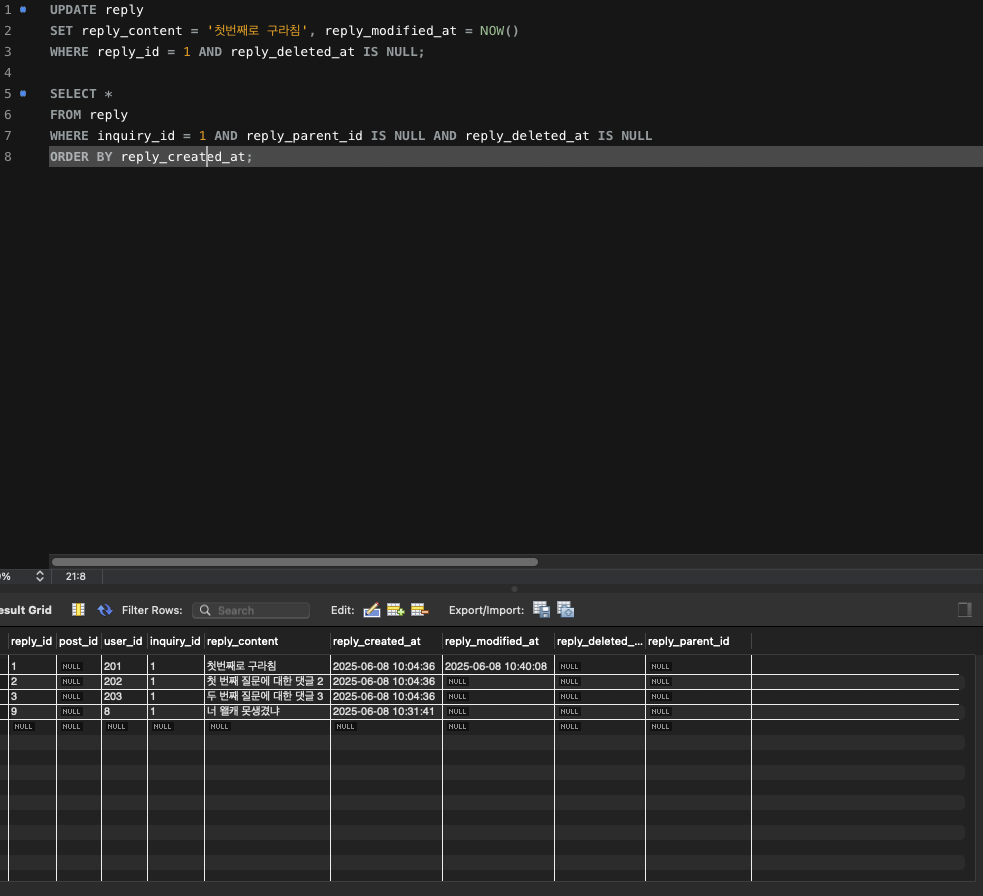 1 UPDATE reply
2 SET reply_content = '첫번째로 구라침', reply_modified_at = NOW()
3 WHERE reply_id = 1 AND reply_deleted_at IS NULL;
4
5 SELECT *
6 FROM reply
7 WHERE inquiry_id = 1 AND reply_parent_id IS NULL AND reply_deleted_at IS NULL
8 ORDER BY reply_created_at;
% 21:8
esult Grid Filter Rows: Search Edit: Export/Import:
reply_id post_id user_id inquiry_id reply_content reply_created_at reply_modified_at reply_deleted_... reply_parent_id
1 NULL 201 1 첫번째로 구라침 2025-06-08 10:04:36 2025-06-08 10:40:08 NULL NULL
2 NULL 202 1 첫 번째 질문에 대한 댓글 2 2025-06-08 10:04:36 NULL NULL NULL
3 NULL 203 1 두 번째 질문에 대한 댓글 3 2025-06-08 10:04:36 NULL NULL NULL
9 NULL 8 1 너 왤캐 못생겼냐 2025-06-08 10:31:41 NULL NULL NULL
NULL NULL NULL NULL NULL NULL NULL NULL NULL